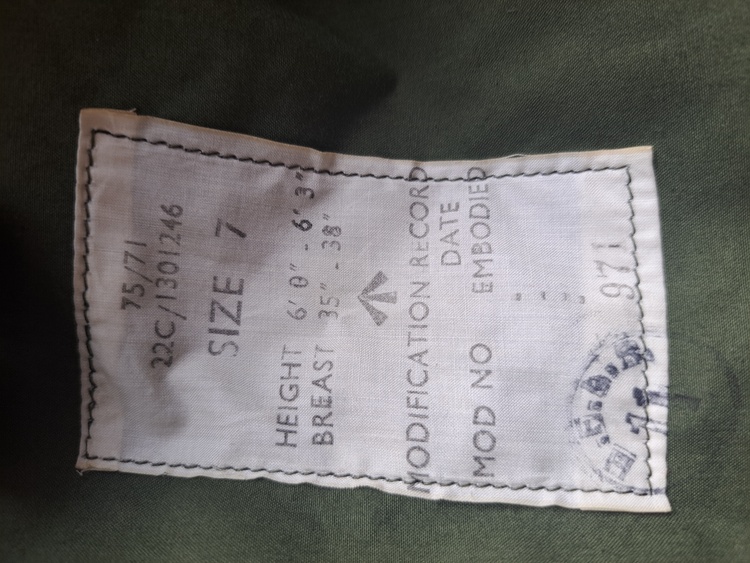 75/71
22C/1301246
SIZE 7
HEIGHT 6' 0" - 6' 3"
BREAST 35" - 38"
MODIFICATION RECORD
DATE
MOD NO EMBODIED
971